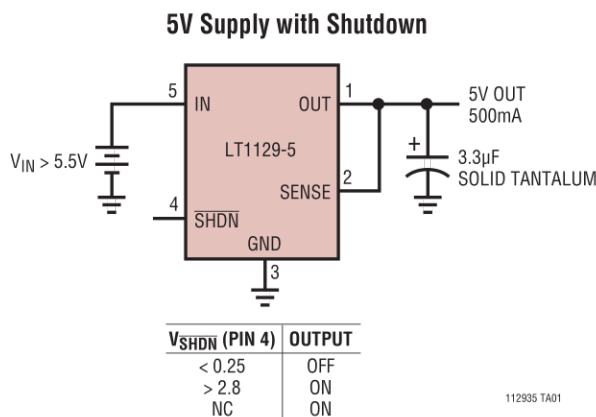 5V Supply with Shutdown
5 IN OUT 1 5V OUT
500mA
LT1129-5
VIN > 5.5V + 3.3µF
SOLID TANTALUM
SENSE 2
4 SHDN
GND
3
VSHDN (PIN 4) OUTPUT
< 0.25 OFF
> 2.8 ON
NC ON
112935 TA01